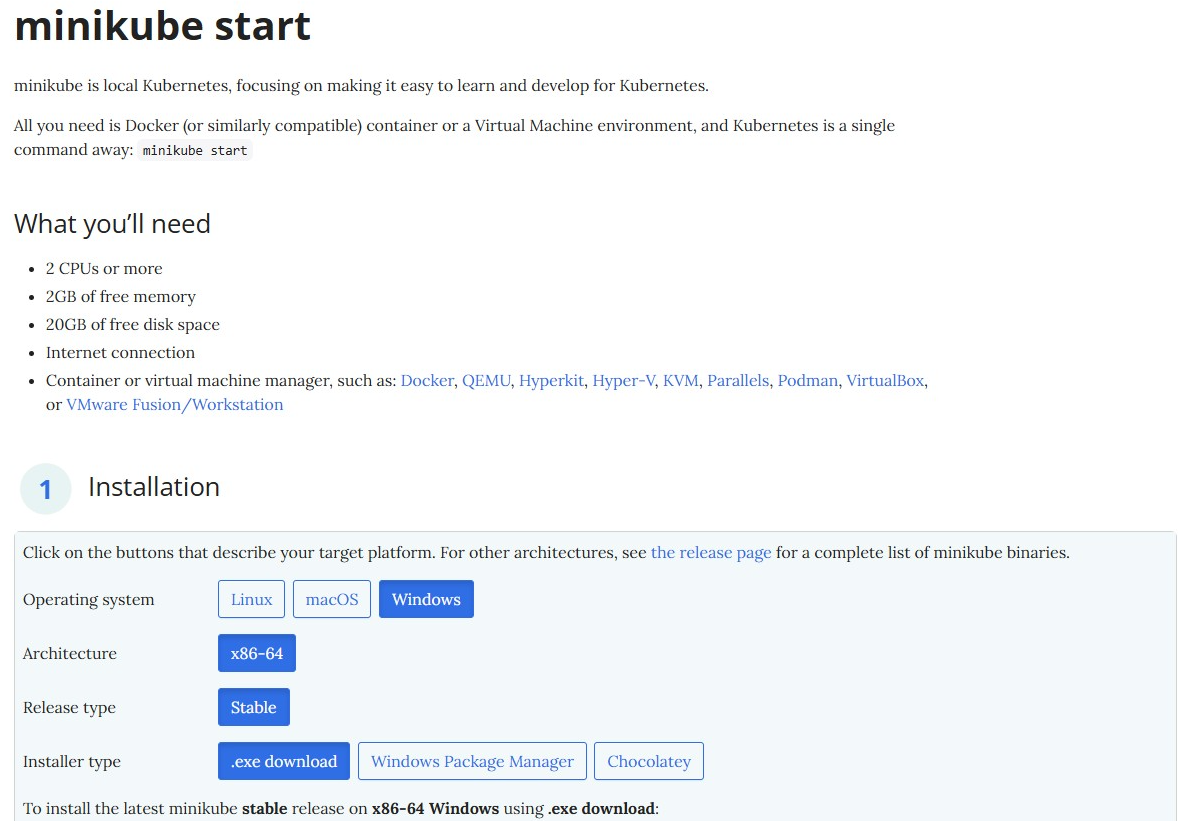 minikube start
minikube is local Kubernetes, focusing on making it easy to learn and develop for Kubernetes.
All you need is Docker (or similarly compatible) container or a Virtual Machine environment, and Kubernetes is a single
command away: minikube start
What you’ll need
• 2 CPUs or more
• 2GB of free memory
• 20GB of free disk space
• Internet connection
• Container or virtual machine manager, such as: Docker, QEMU, Hyperkit, Hyper-V, KVM, Parallels, Podman, VirtualBox,
or VMware Fusion/Workstation
1 Installation
Click on the buttons that describe your target platform. For other architectures, see the release page for a complete list of minikube binaries.
Operating system Linux macOS Windows
Architecture x86-64
Release type Stable
Installer type .exe download Windows Package Manager Chocolatey
To install the latest minikube stable release on x86-64 Windows using .exe download: